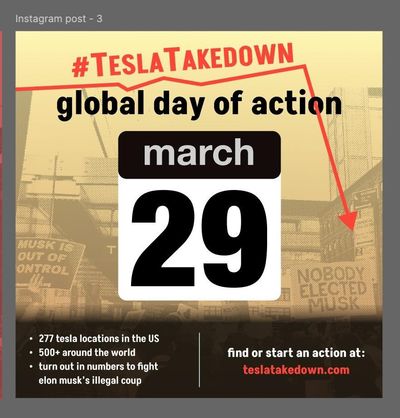 Instagram post - 3
#TESLATAKEDOWN
global day of action
march
29
MUSK IS
OUT OF
CONTROL
NOBODY
ELECTED
MUSK
• 277 tesla locations in the US
• 500+ around the world
• turn out in numbers to fight
elon musk's illegal coup
find or start an action at:
teslatakedown.com